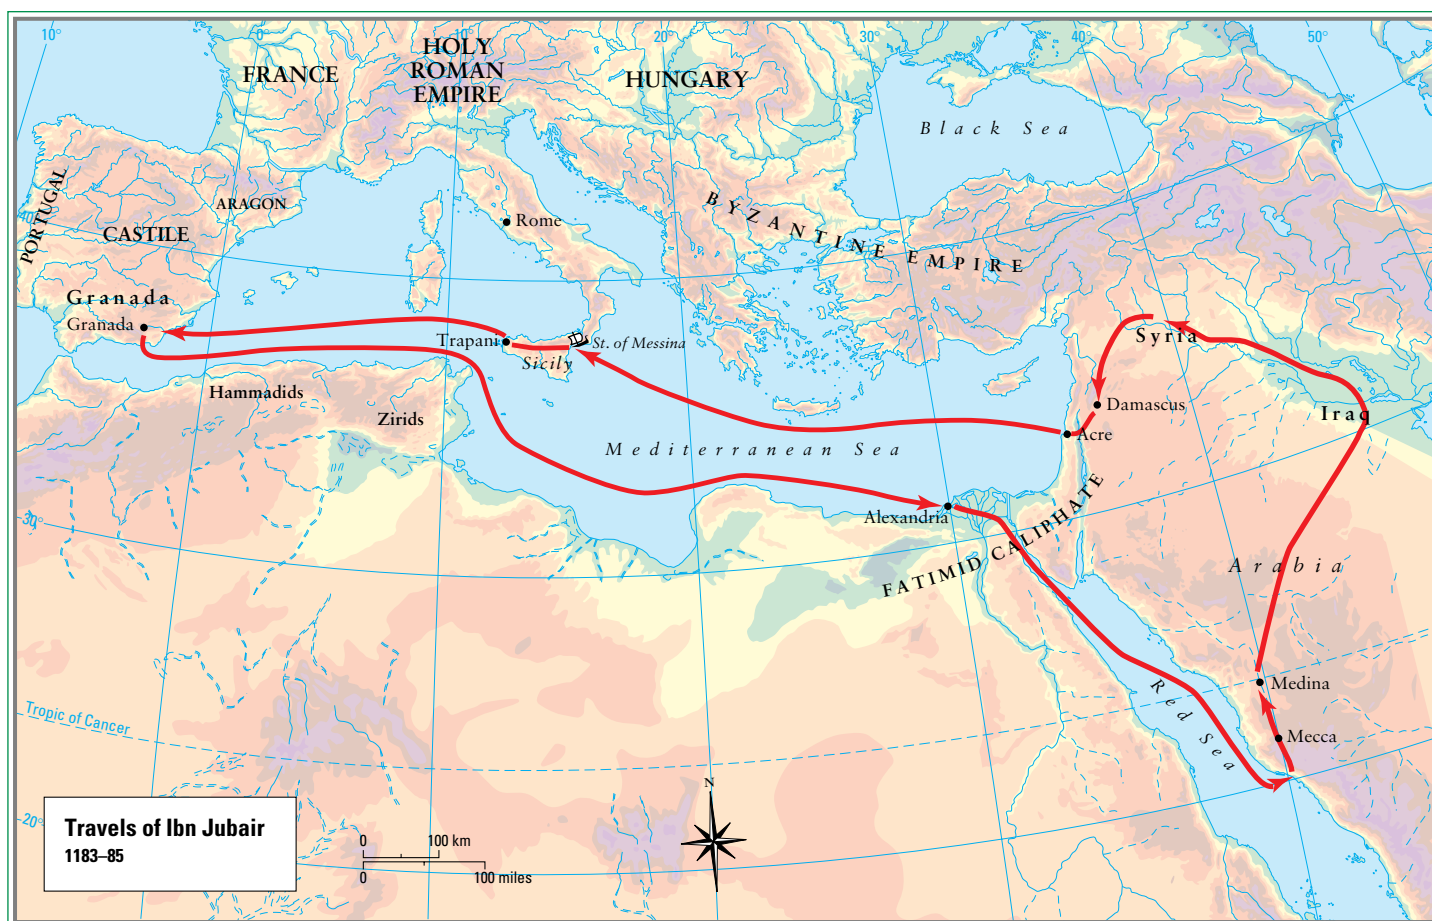 10°
0°
10°
20°
30°
40°
50°
FRANCE
HOLY
ROMAN
EMPIRE
HUNGARY
Black Sea
PORTUGAL
ARAGON
CASTILE
Rome
BYZANTINE EMPIRE
Granada
Granada
Trapani
St. of Messina
Sicily
Syria
Hammadids
Zirids
Damascus
Iraq
Acre
Mediterranean Sea
Alexandria
FATIMID CALIPHATE
30°
Arabia
Medina
Red Sea
Mecca
Tropic of Cancer
N
20°
Travels of Ibn Jubair
1183–85
0 100 km
0 100 miles